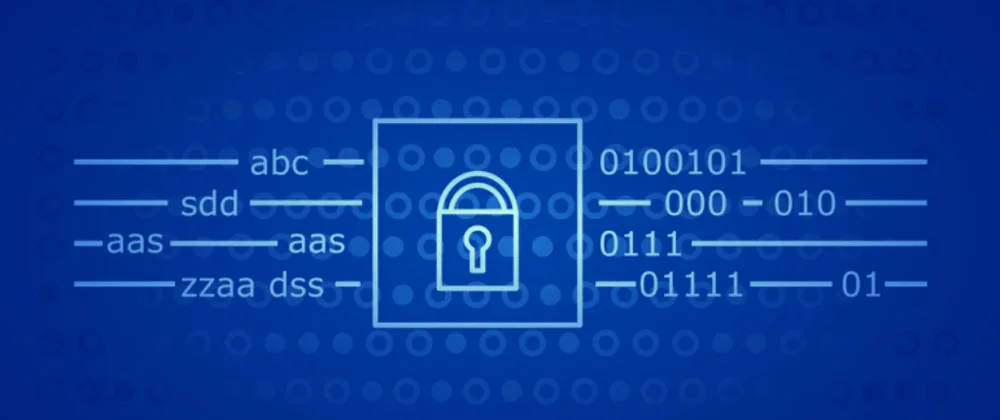 abc 0100101
sdd 000 010
aas aas 0111
zzaa dss 01111 01